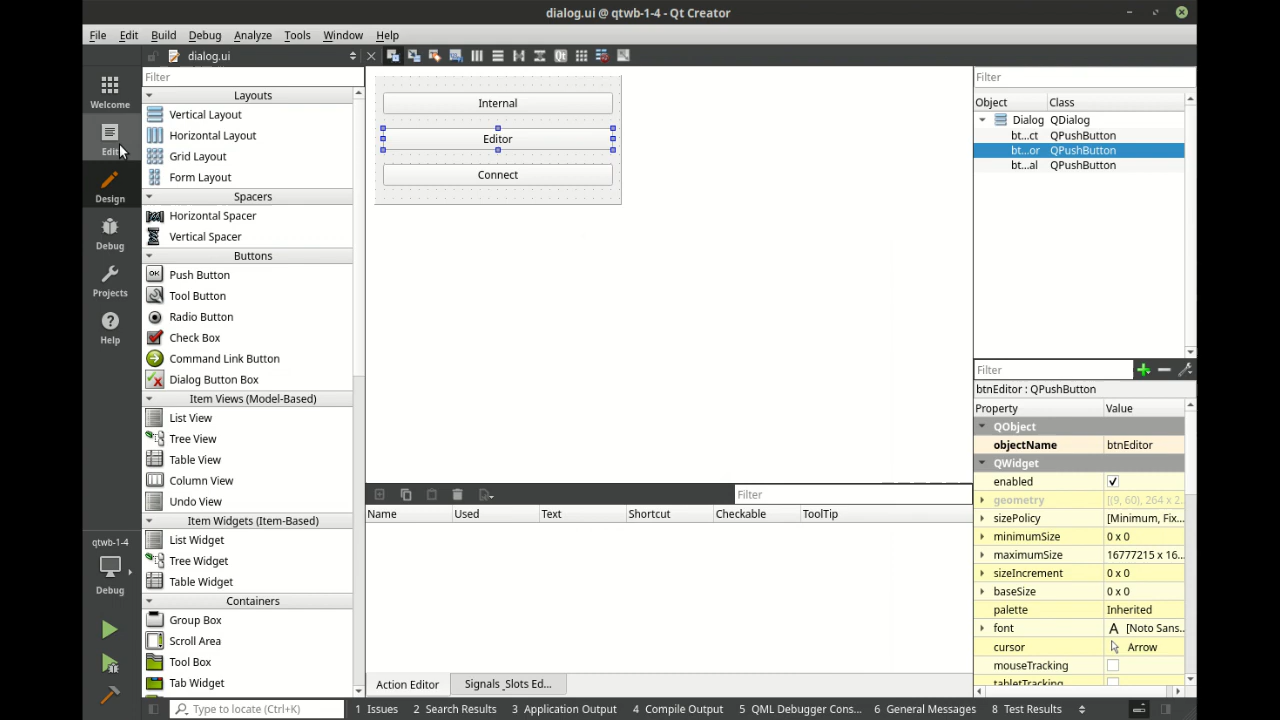 dialog.ui @ qtwb-1-4 - Qt Creator
File Edit Build Debug Analyze Tools Window Help
dialog.ui
Filter
Welcome
Edit
Design
Debug
Projects
Help
qtwb-1-4
Debug
Layouts
Vertical Layout
Horizontal Layout
Grid Layout
Form Layout
Spacers
Horizontal Spacer
Vertical Spacer
Buttons
OK Push Button
Tool Button
Radio Button
Check Box
Command Link Button
Dialog Button Box
Item Views (Model-Based)
List View
Tree View
Table View
Column View
Undo View
Item Widgets (Item-Based)
List Widget
Tree Widget
Table Widget
Containers
Group Box
Scroll Area
Tool Box
Tab Widget
Internal
Editor
Connect
Filter
Name Used Text Shortcut Checkable ToolTip
Action Editor Signals_Slots Ed...
Filter
Object Class
Dialog QDialog
bt...ct QPushButton
bt...or QPushButton
bt...al QPushButton
Filter
btnEditor : QPushButton
Property Value
QObject
objectName btnEditor
QWidget
enabled
geometry [(9, 60), 264 x 2...
sizePolicy [Minimum, Fix...
minimumSize 0 x 0
maximumSize 16777215 x 16...
sizeIncrement 0 x 0
baseSize 0 x 0
palette Inherited
font A [Noto Sans...
cursor Arrow
mouseTracking
tabletTracking
Type to locate (Ctrl+K) 1 Issues 2 Search Results 3 Application Output 4 Compile Output 5 QML Debugger Cons... 6 General Messages 8 Test Results